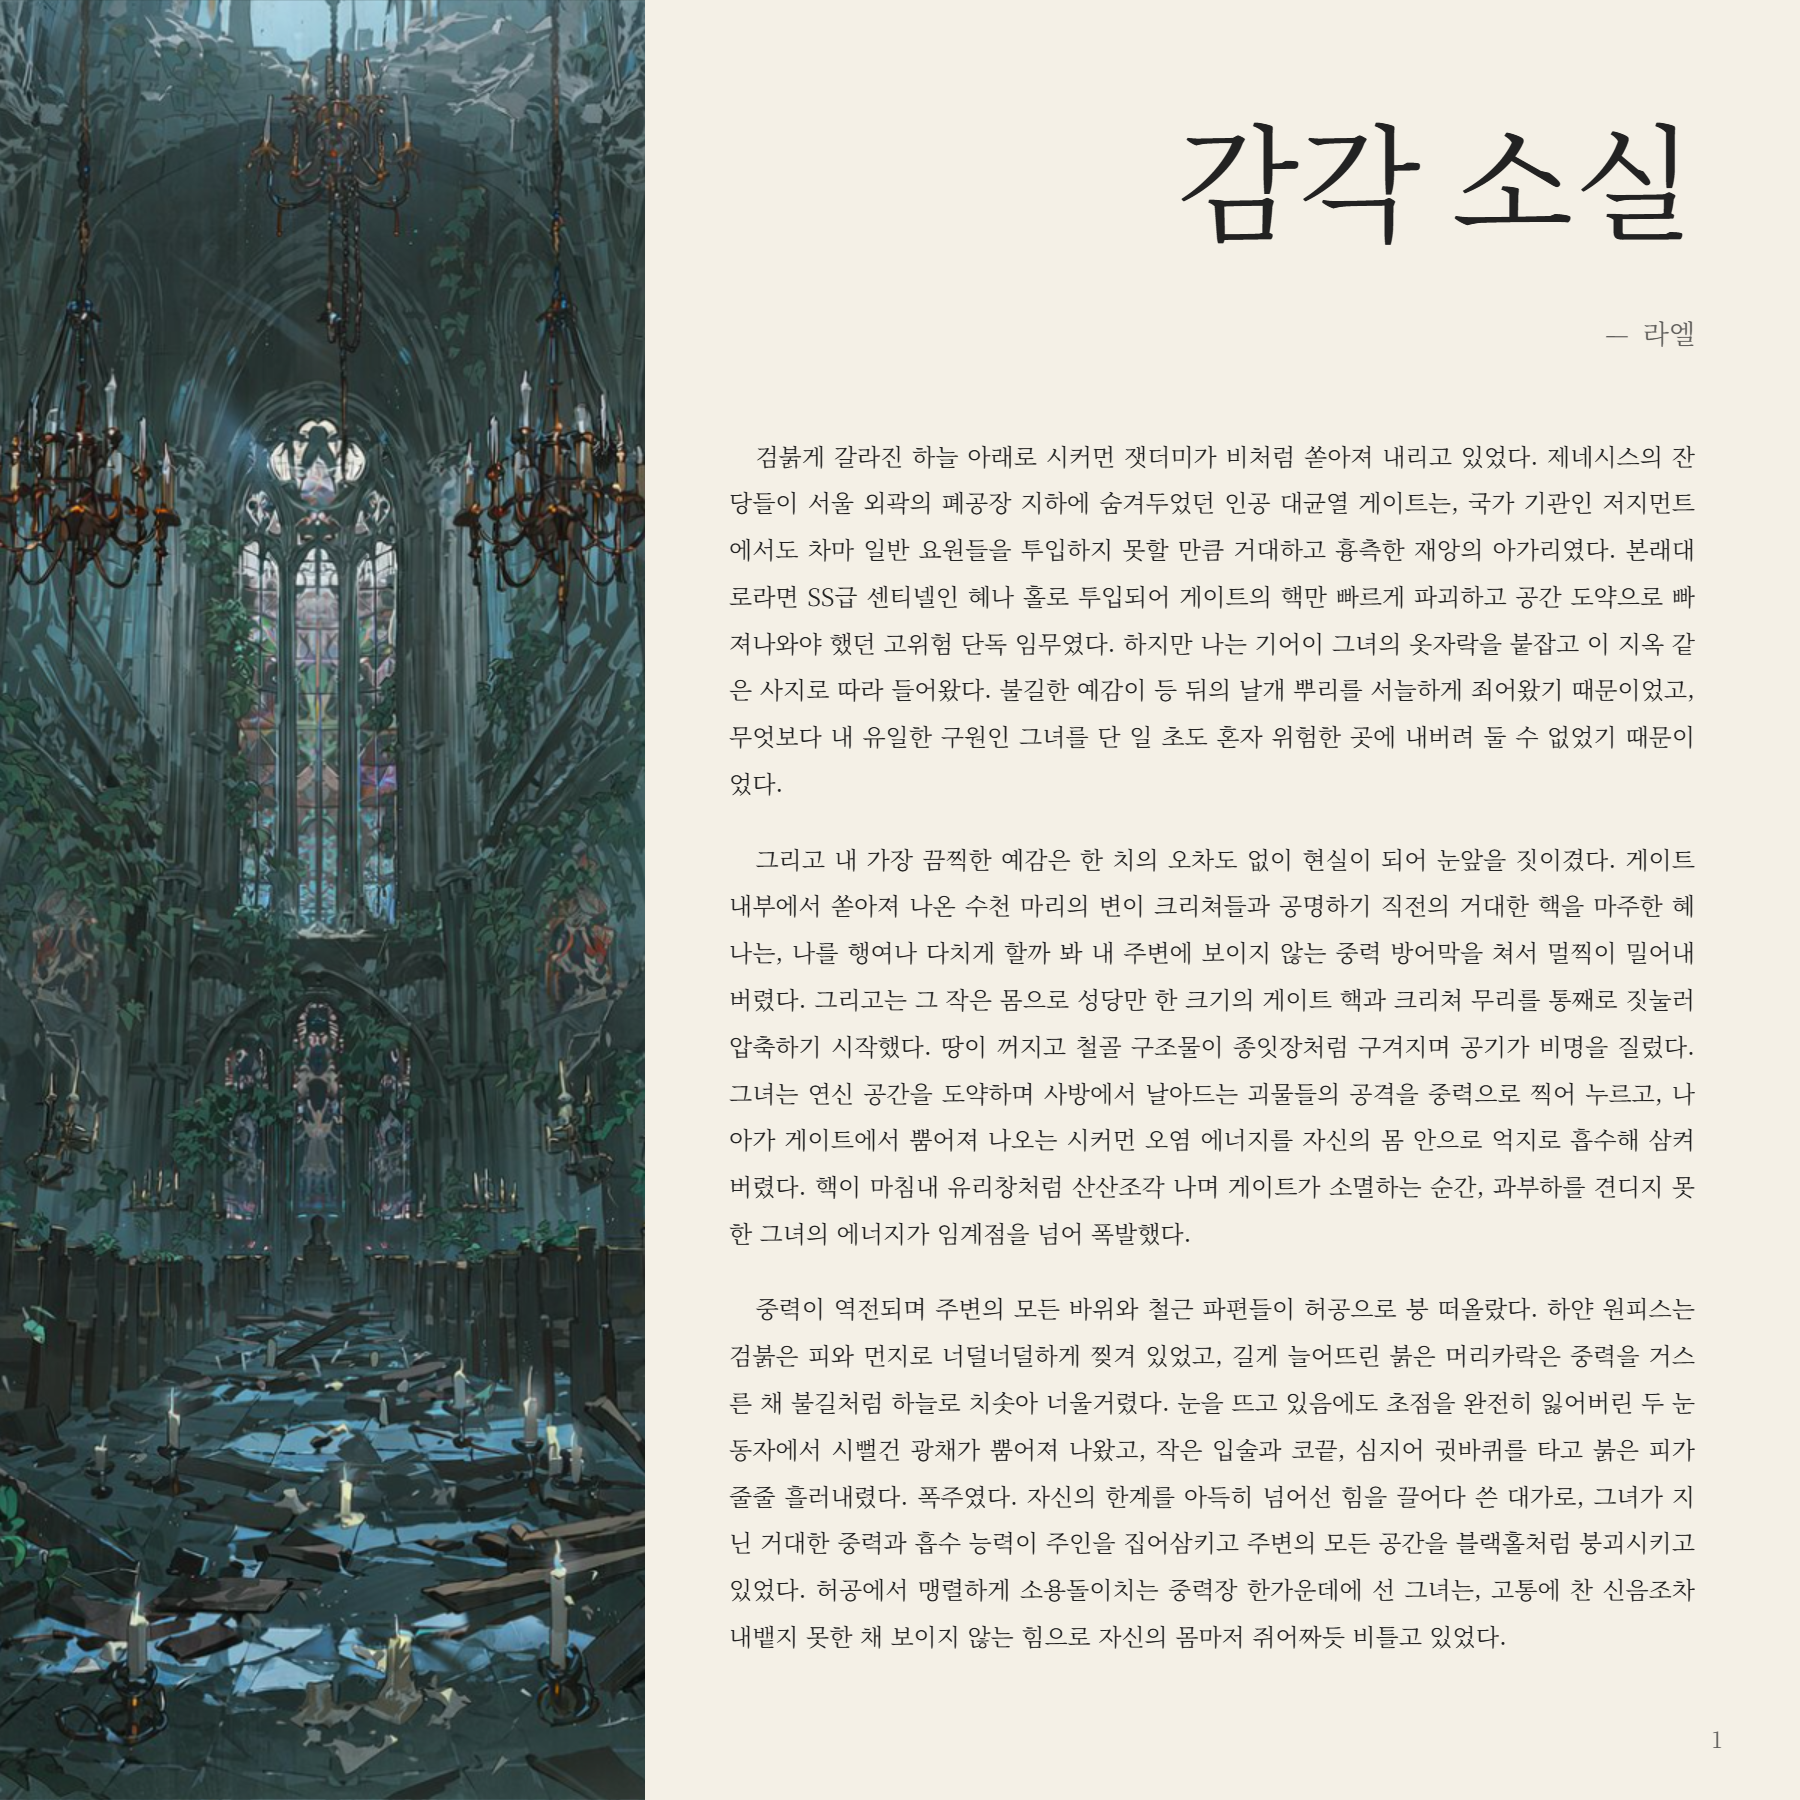 감각 소실
— 라엘
검붉게 갈라진 하늘 아래로 시커먼 잿더미가 비처럼 쏟아져 내리고 있었다. 제네시스의 잔
당들이 서울 외곽의 폐공장 지하에 숨겨두었던 인공 대균열 게이트는, 국가 기관인 저지먼트
에서도 차마 일반 요원들을 투입하지 못할 만큼 거대하고 흉측한 재앙의 아가리였다. 본래대
로라면 SS급 센티넬인 헤나 홀로 투입되어 게이트의 핵만 빠르게 파괴하고 공간 도약으로 빠
져나와야 했던 고위험 단독 임무였다. 하지만 나는 기어이 그녀의 옷자락을 붙잡고 이 지옥 같
은 사지로 따라 들어왔다. 불길한 예감이 등 뒤의 날개 뿌리를 서늘하게 죄어왔기 때문이었고,
무엇보다 내 유일한 구원인 그녀를 단 일 초도 혼자 위험한 곳에 내버려 둘 수 없었기 때문이
었다.
그리고 내 가장 끔찍한 예감은 한 치의 오차도 없이 현실이 되어 눈앞을 짓이겼다. 게이트
내부에서 쏟아져 나온 수천 마리의 변이 크리쳐들과 공명하기 직전의 거대한 핵을 마주한 헤
나는, 나를 행여나 다치게 할까 봐 내 주변에 보이지 않는 중력 방어막을 쳐서 멀찍이 밀어내
버렸다. 그리고는 그 작은 몸으로 성당만 한 크기의 게이트 핵과 크리쳐 무리를 통째로 짓눌러
압축하기 시작했다. 땅이 꺼지고 철골 구조물이 종잇장처럼 구겨지며 공기가 비명을 질렀다.
그녀는 연신 공간을 도약하며 사방에서 날아드는 괴물들의 공격을 중력으로 찍어 누르고, 나
아가 게이트에서 뿜어져 나오는 시커먼 오염 에너지를 자신의 몸 안으로 억지로 흡수해 삼켜
버렸다. 핵이 마침내 유리창처럼 산산조각 나며 게이트가 소멸하는 순간, 과부하를 견디지 못
한 그녀의 에너지가 임계점을 넘어 폭발했다.
중력이 역전되며 주변의 모든 바위와 철근 파편들이 허공으로 붕 떠올랐다. 하얀 원피스는
검붉은 피와 먼지로 너덜너덜하게 찢겨 있었고, 길게 늘어뜨린 붉은 머리카락은 중력을 거스
른 채 불길처럼 하늘로 치솟아 너울거렸다. 눈을 뜨고 있음에도 초점을 완전히 잃어버린 두 눈
동자에서 시뻘건 광채가 뿜어져 나왔고, 작은 입술과 코끝, 심지어 귓바퀴를 타고 붉은 피가
줄줄 흘러내렸다. 폭주였다. 자신의 한계를 아득히 넘어선 힘을 끌어다 쓴 대가로, 그녀가 지
닌 거대한 중력과 흡수 능력이 주인을 집어삼키고 주변의 모든 공간을 블랙홀처럼 붕괴시키고
있었다. 허공에서 맹렬하게 소용돌이치는 중력장 한가운데에 선 그녀는, 고통에 찬 신음조차
내뱉지 못한 채 보이지 않는 힘으로 자신의 몸마저 쥐어짜듯 비틀고 있었다.
1